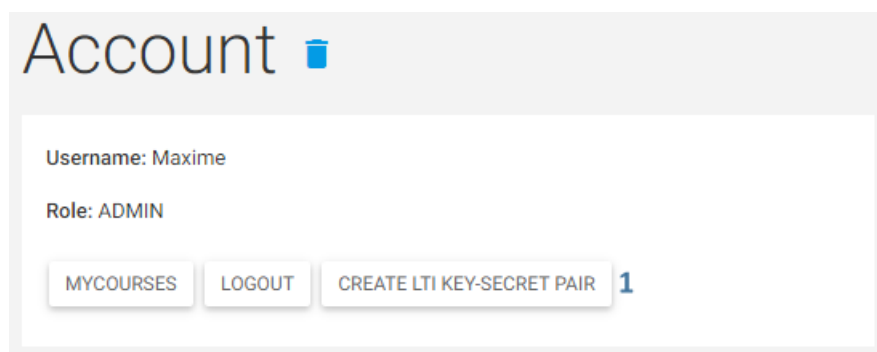 Account
Username: Maxime
Role: ADMIN
MYCOURSES LOGOUT CREATE LTI KEY-SECRET PAIR 1